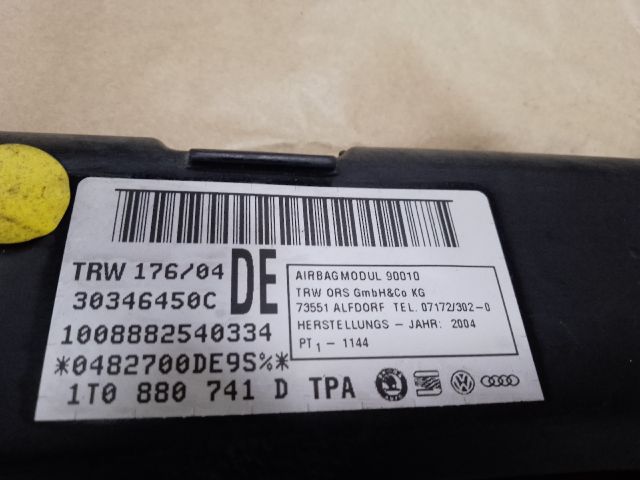 TRW 176/04
30346450C
DE
1008882540334
*0482700DE9S%*
1T0 880 741 D TPA
AIRBAGMODUL 90010
TRW ORS GmbH&Co KG
73551 ALFDORF TEL. 07172/302-0
HERSTELLUNGS - JAHR: 2004
PT1 - 1144